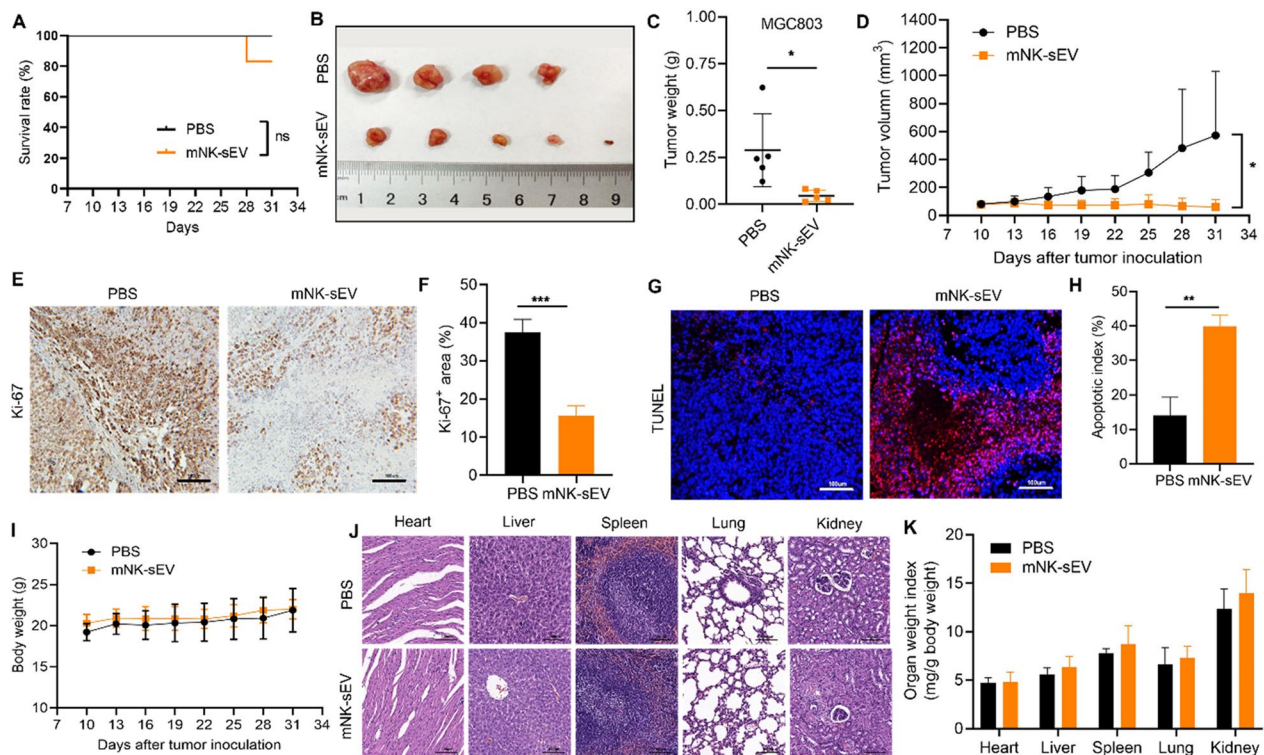 A
Survival rate (%)
100
80
60
40
20
0
PBS
mNK-sEV
ns
7 10 13 16 19 22 25 28 31 34
Days
B
PBS
mNK-sEV
1 2 3 4 5 6 7 8 9
C
MGC803
Tumor weight (g)
1.00
0.75
0.50
0.25
0.00
*
PBS
mNK-sEV
D
PBS
mNK-sEV
Tumor volumn (mm3)
1400
1200
1000
800
600
400
200
0
*
7 10 13 16 19 22 25 28 31 34
Days after tumor inoculation
E
PBS
mNK-sEV
Ki-67
F
Ki-67+ area (%)
50
40
30
20
10
0
***
PBS mNK-sEV
G
PBS
mNK-sEV
TUNEL
100um
100um
H
Apoptotic index (%)
50
40
30
20
10
0
**
PBS mNK-sEV
I
PBS
mNK-sEV
Body weight (g)
30
25
20
15
10
7 10 13 16 19 22 25 28 31 34
Days after tumor inoculation
J
Heart Liver Spleen Lung Kidney
PBS
mNK-sEV
K
PBS
mNK-sEV
Organ weight index
(mg/g body weight)
20
15
10
5
0
Heart Liver Spleen Lung Kidney